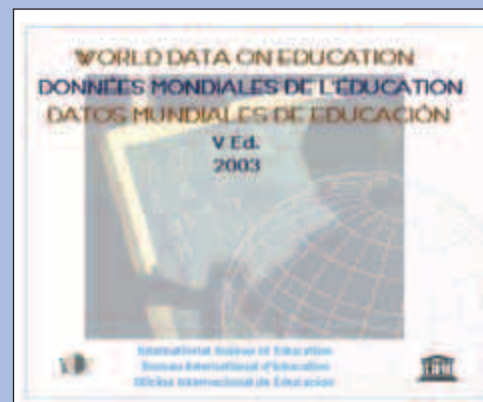 WORLD DATA ON EDUCATION
DONNÉES MONDIALES DE L'ÉDUCATION
DATOS MUNDIALES DE EDUCACIÓN
V Ed.
2003
International Bureau of Education
Bureau international d'éducation
Oficina Internacional de Educación